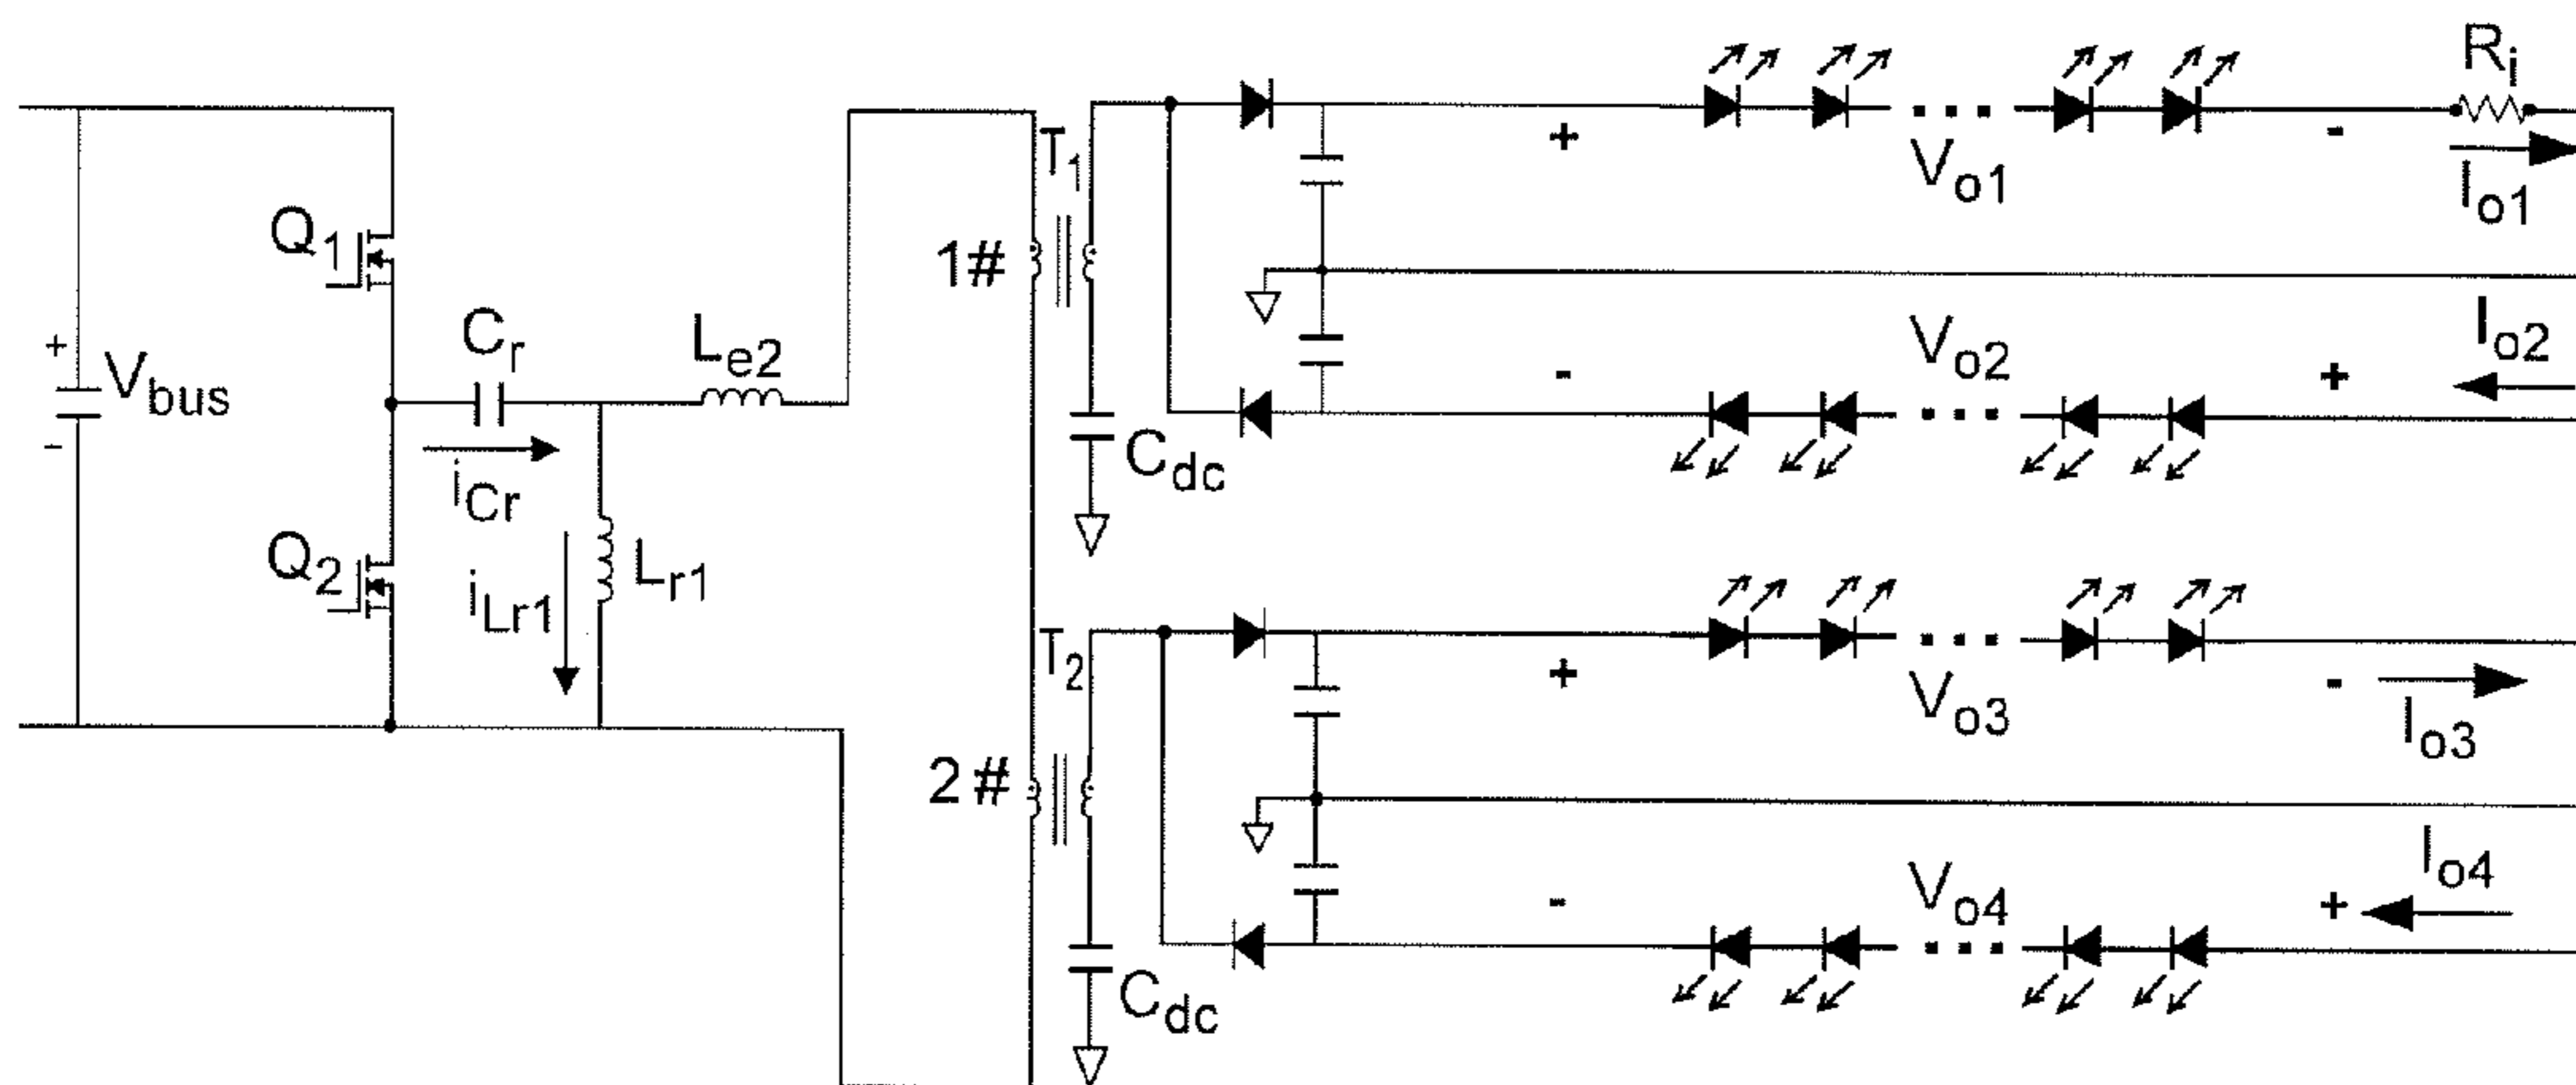 Ri
T1
Vo1
Io1
Q1
1#
Io2
Cr
Le2
Vo2
+
Vbus
-
Cdc
iCr
Q2
Lr1
iLr1
T2
+
-
Vo3
Io3
2#
Io4
Vo4
-
+
Cdc